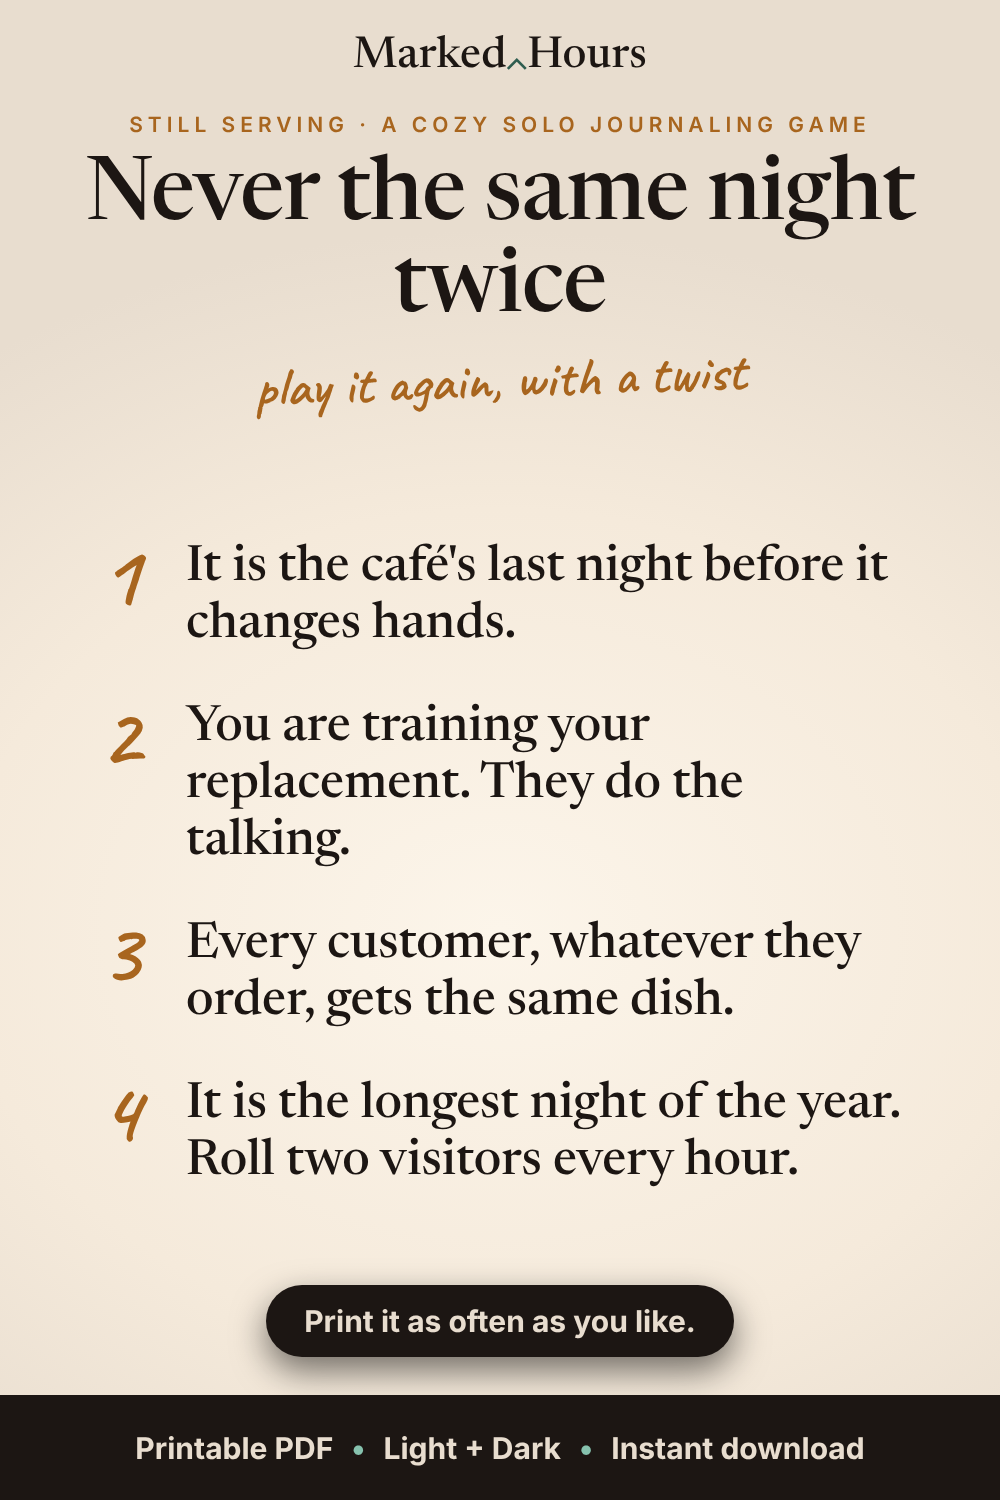 Marked‸Hours
STILL SERVING · A COZY SOLO JOURNALING GAME
Never the same night
twice
play it again, with a twist
1 It is the café's last night before it
changes hands.
2 You are training your
replacement. They do the
talking.
3 Every customer, whatever they
order, gets the same dish.
4 It is the longest night of the year.
Roll two visitors every hour.
Print it as often as you like.
Printable PDF • Light + Dark • Instant download